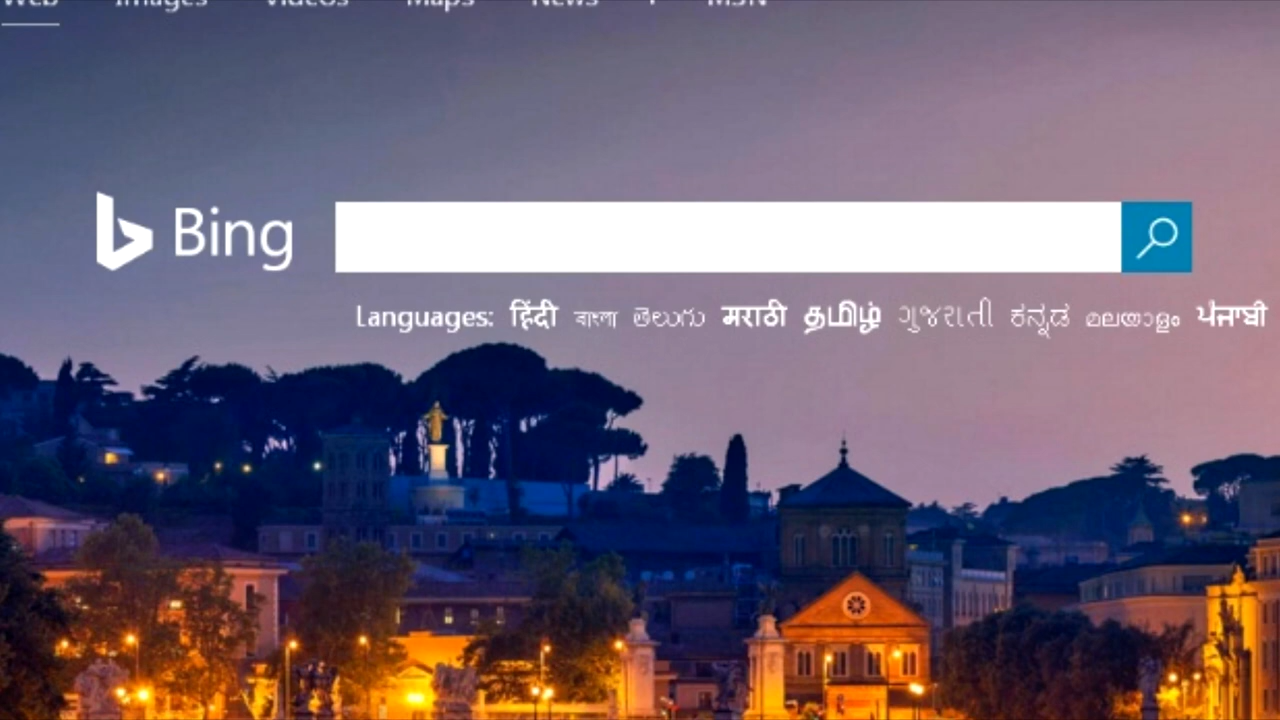 Web Images Videos Maps News MSN
Bing
Languages: हिंदी বাংলা తెలుగు मराठी தமிழ் ગુજરાતી ಕನ್ನಡ മലയാളം ਪੰਜਾਬੀ